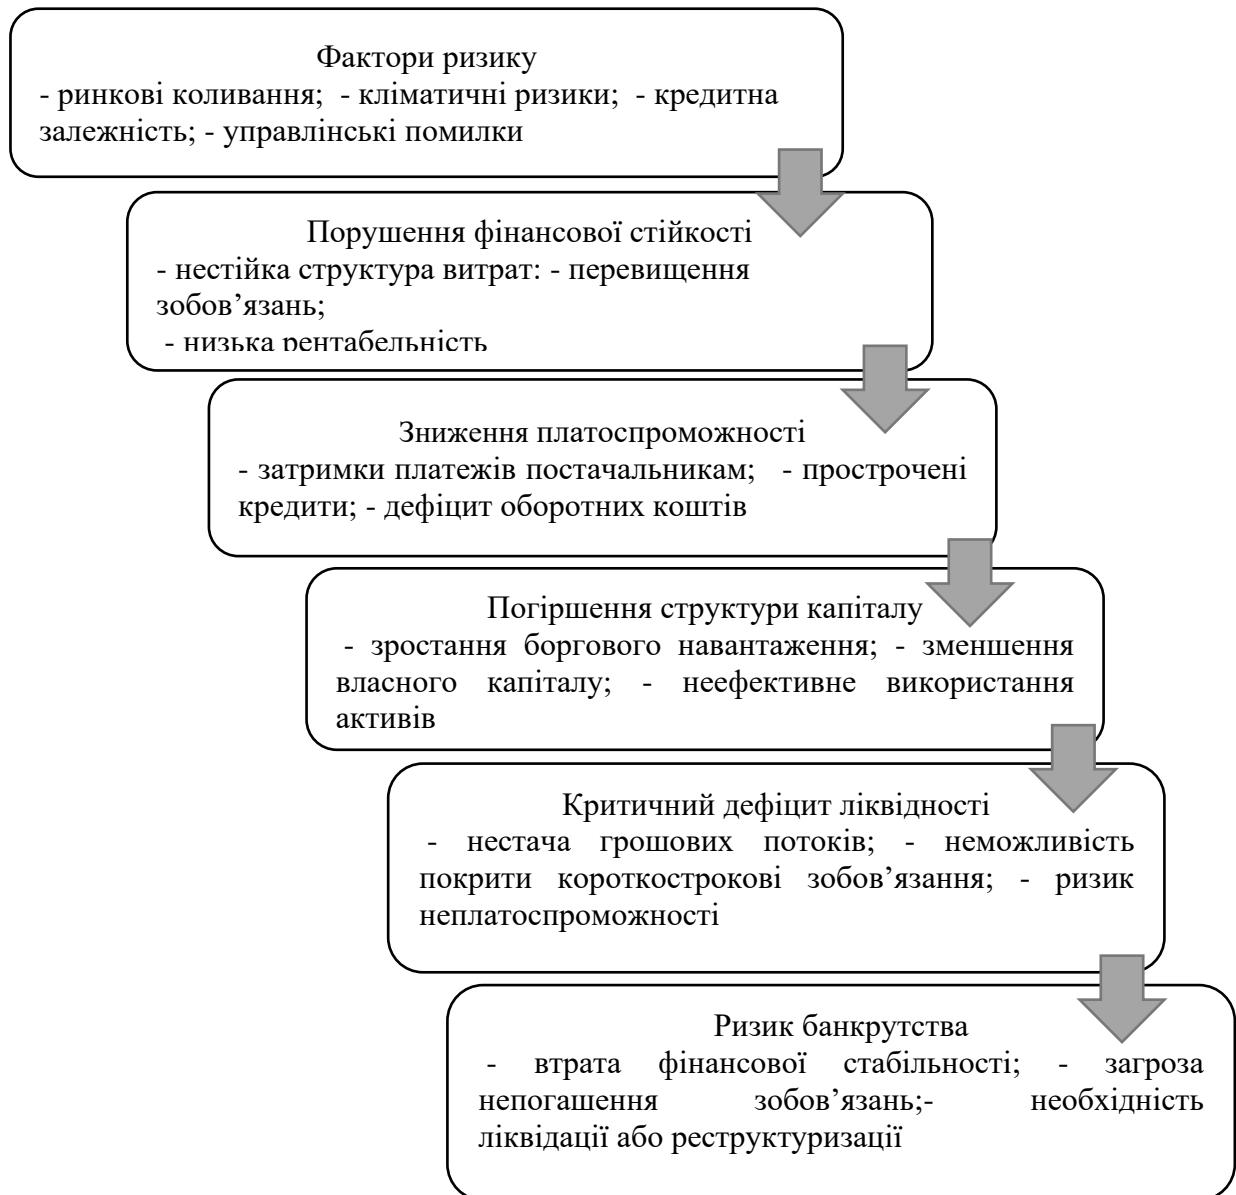 Фактори ризику
- ринкові коливання; - кліматичні ризики; - кредитна
залежність; - управлінські помилки
Порушення фінансової стійкості
- нестійка структура витрат: - перевищення
зобов’язань;
- низька рентабельність
Зниження платоспроможності
- затримки платежів постачальникам; - прострочені
кредити; - дефіцит оборотних коштів
Погіршення структури капіталу
- зростання боргового навантаження; - зменшення
власного капіталу; - неефективне використання
активів
Критичний дефіцит ліквідності
- нестача грошових потоків; - неможливість
покрити короткострокові зобов’язання; - ризик
неплатоспроможності
Ризик банкрутства
- втрата фінансової стабільності; - загроза
непогашення зобов’язань;- необхідність
ліквідації або реструктуризації